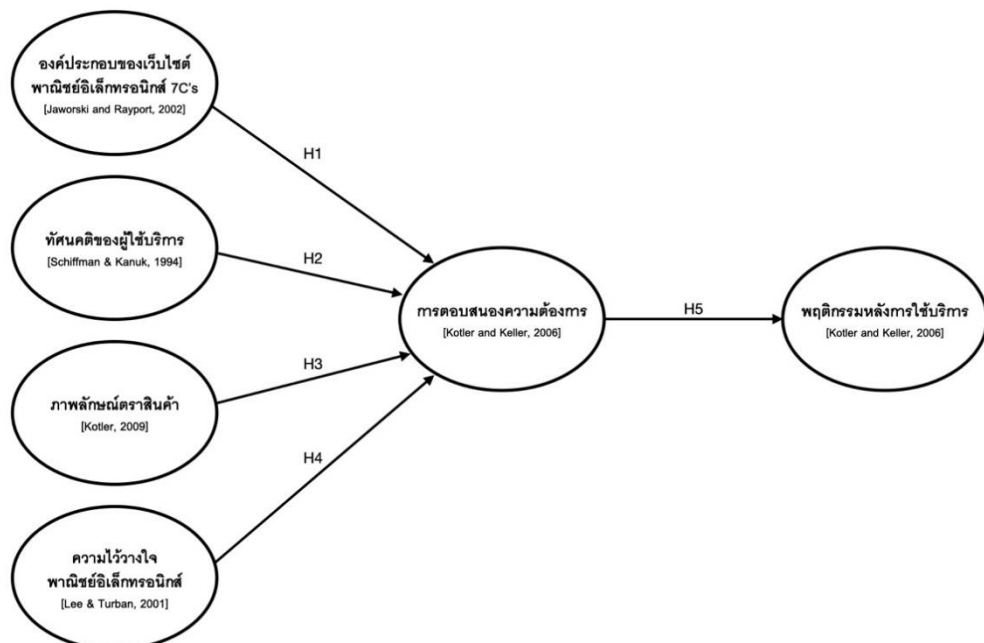 องค์ประกอบของเว็บไซต์
พาณิชย์อิเล็กทรอนิกส์ 7C's
[Jaworski and Rayport, 2002]
H1
ทัศนคติของผู้ใช้บริการ
[Schiffman & Kanuk, 1994]
H2
การตอบสนองความต้องการ
[Kotler and Keller, 2006]
H5
พฤติกรรมหลังการใช้บริการ
[Kotler and Keller, 2006]
H3
ภาพลักษณ์ตราสินค้า
[Kotler, 2009]
H4
ความไว้วางใจ
พาณิชย์อิเล็กทรอนิกส์
[Lee & Turban, 2001]